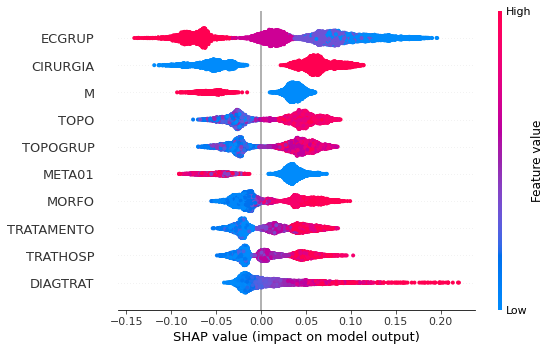 High
ECGRUP
CIRURGIA
M
TOPO
TOPOGRUP
META01
MORFO
TRATAMENTO
TRATHOSP
DIAGTRAT
Feature value
Low
−0.15 −0.10 −0.05 0.00 0.05 0.10 0.15 0.20
SHAP value (impact on model output)